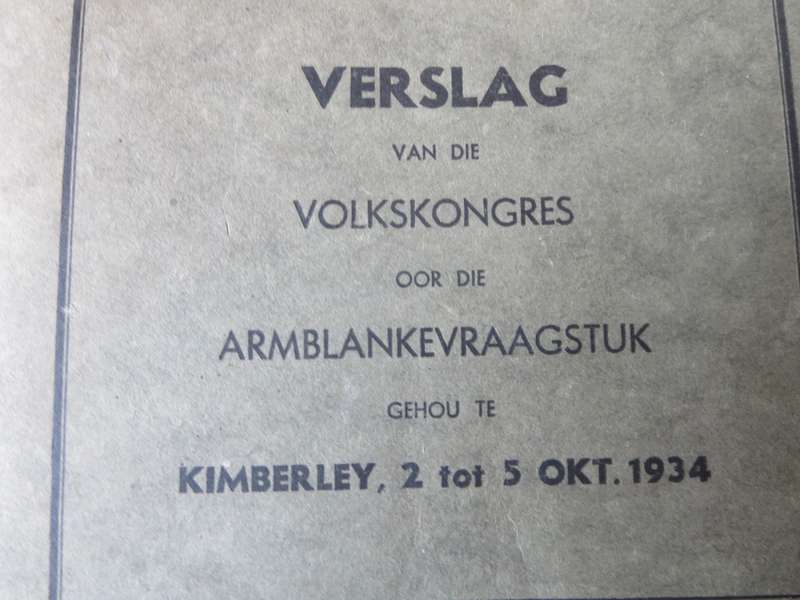 VERSLAG
VAN DIE
VOLKSKONGRES
OOR DIE
ARMBLANKEVRAAGSTUK
GEHOU TE
KIMBERLEY, 2 tot 5 OKT. 1934